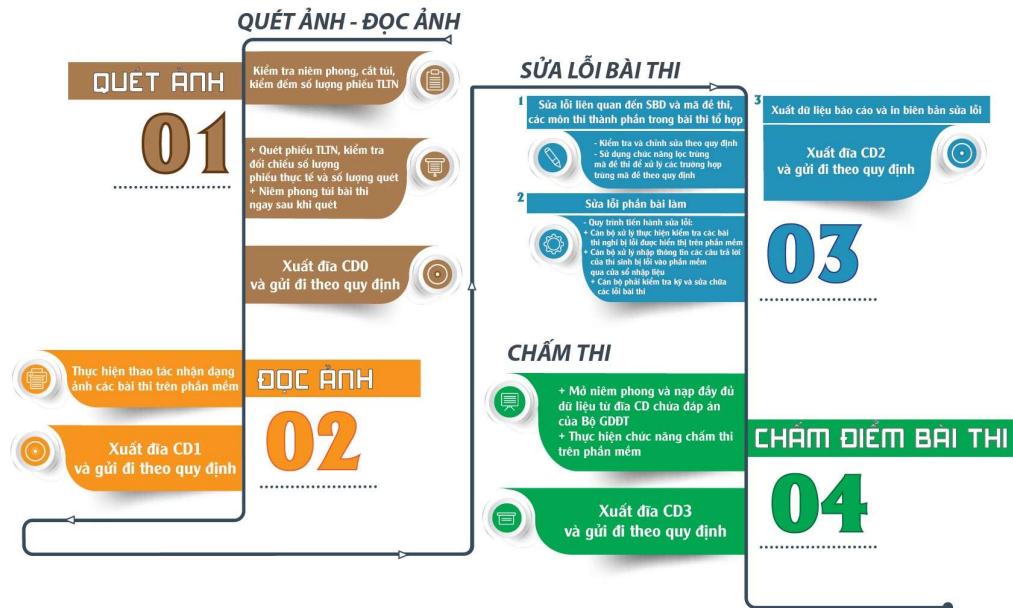 QUÉT ẢNH - ĐỌC ẢNH
QUÉT ẢNH
01
Kiểm tra niêm phong, cắt túi,
kiểm đếm số lượng phiếu TLTN
+ Quét phiếu TLTN, kiểm tra
đối chiếu số lượng
phiếu thực tế và số lượng quét
+ Niêm phong túi bài thi
ngay sau khi quét
Xuất đĩa CD0
và gửi đi theo quy định
ĐỌC ẢNH
02
Thực hiện thao tác nhận dạng
ảnh các bài thi trên phần mềm
Xuất đĩa CD1
và gửi đi theo quy định
SỬA LỖI BÀI THI
03
1
Sửa lỗi liên quan đến SBD và mã đề thi,
các môn thi thành phần trong bài thi tổ hợp
- Kiểm tra và chỉnh sửa theo quy định
- Sử dụng chức năng lọc trùng
mã đề thi để xử lý các trường hợp
trùng mã đề theo quy định
2
Sửa lỗi phần bài làm
- Quy trình tiến hành sửa lỗi:
+ Cán bộ xử lý thực hiện kiểm tra các bài
thi nghi bị lỗi được hiển thị trên phần mềm
+ Cán bộ xử lý nhập thông tin các câu trả lời
của thí sinh bị lỗi vào phần mềm
qua cửa sổ nhập liệu
+ Cán bộ phải kiểm tra kỹ và sửa chữa
các lỗi bài thi
3
Xuất dữ liệu báo cáo và in biên bản sửa lỗi
Xuất đĩa CD2
và gửi đi theo quy định
CHẤM THI
+ Mở niêm phong và nạp đầy đủ
dữ liệu từ đĩa CD chứa đáp án
của Bộ GDĐT
+ Thực hiện chức năng chấm thi
trên phần mềm
CHẤM ĐIỂM BÀI THI
04
Xuất đĩa CD3
và gửi đi theo quy định